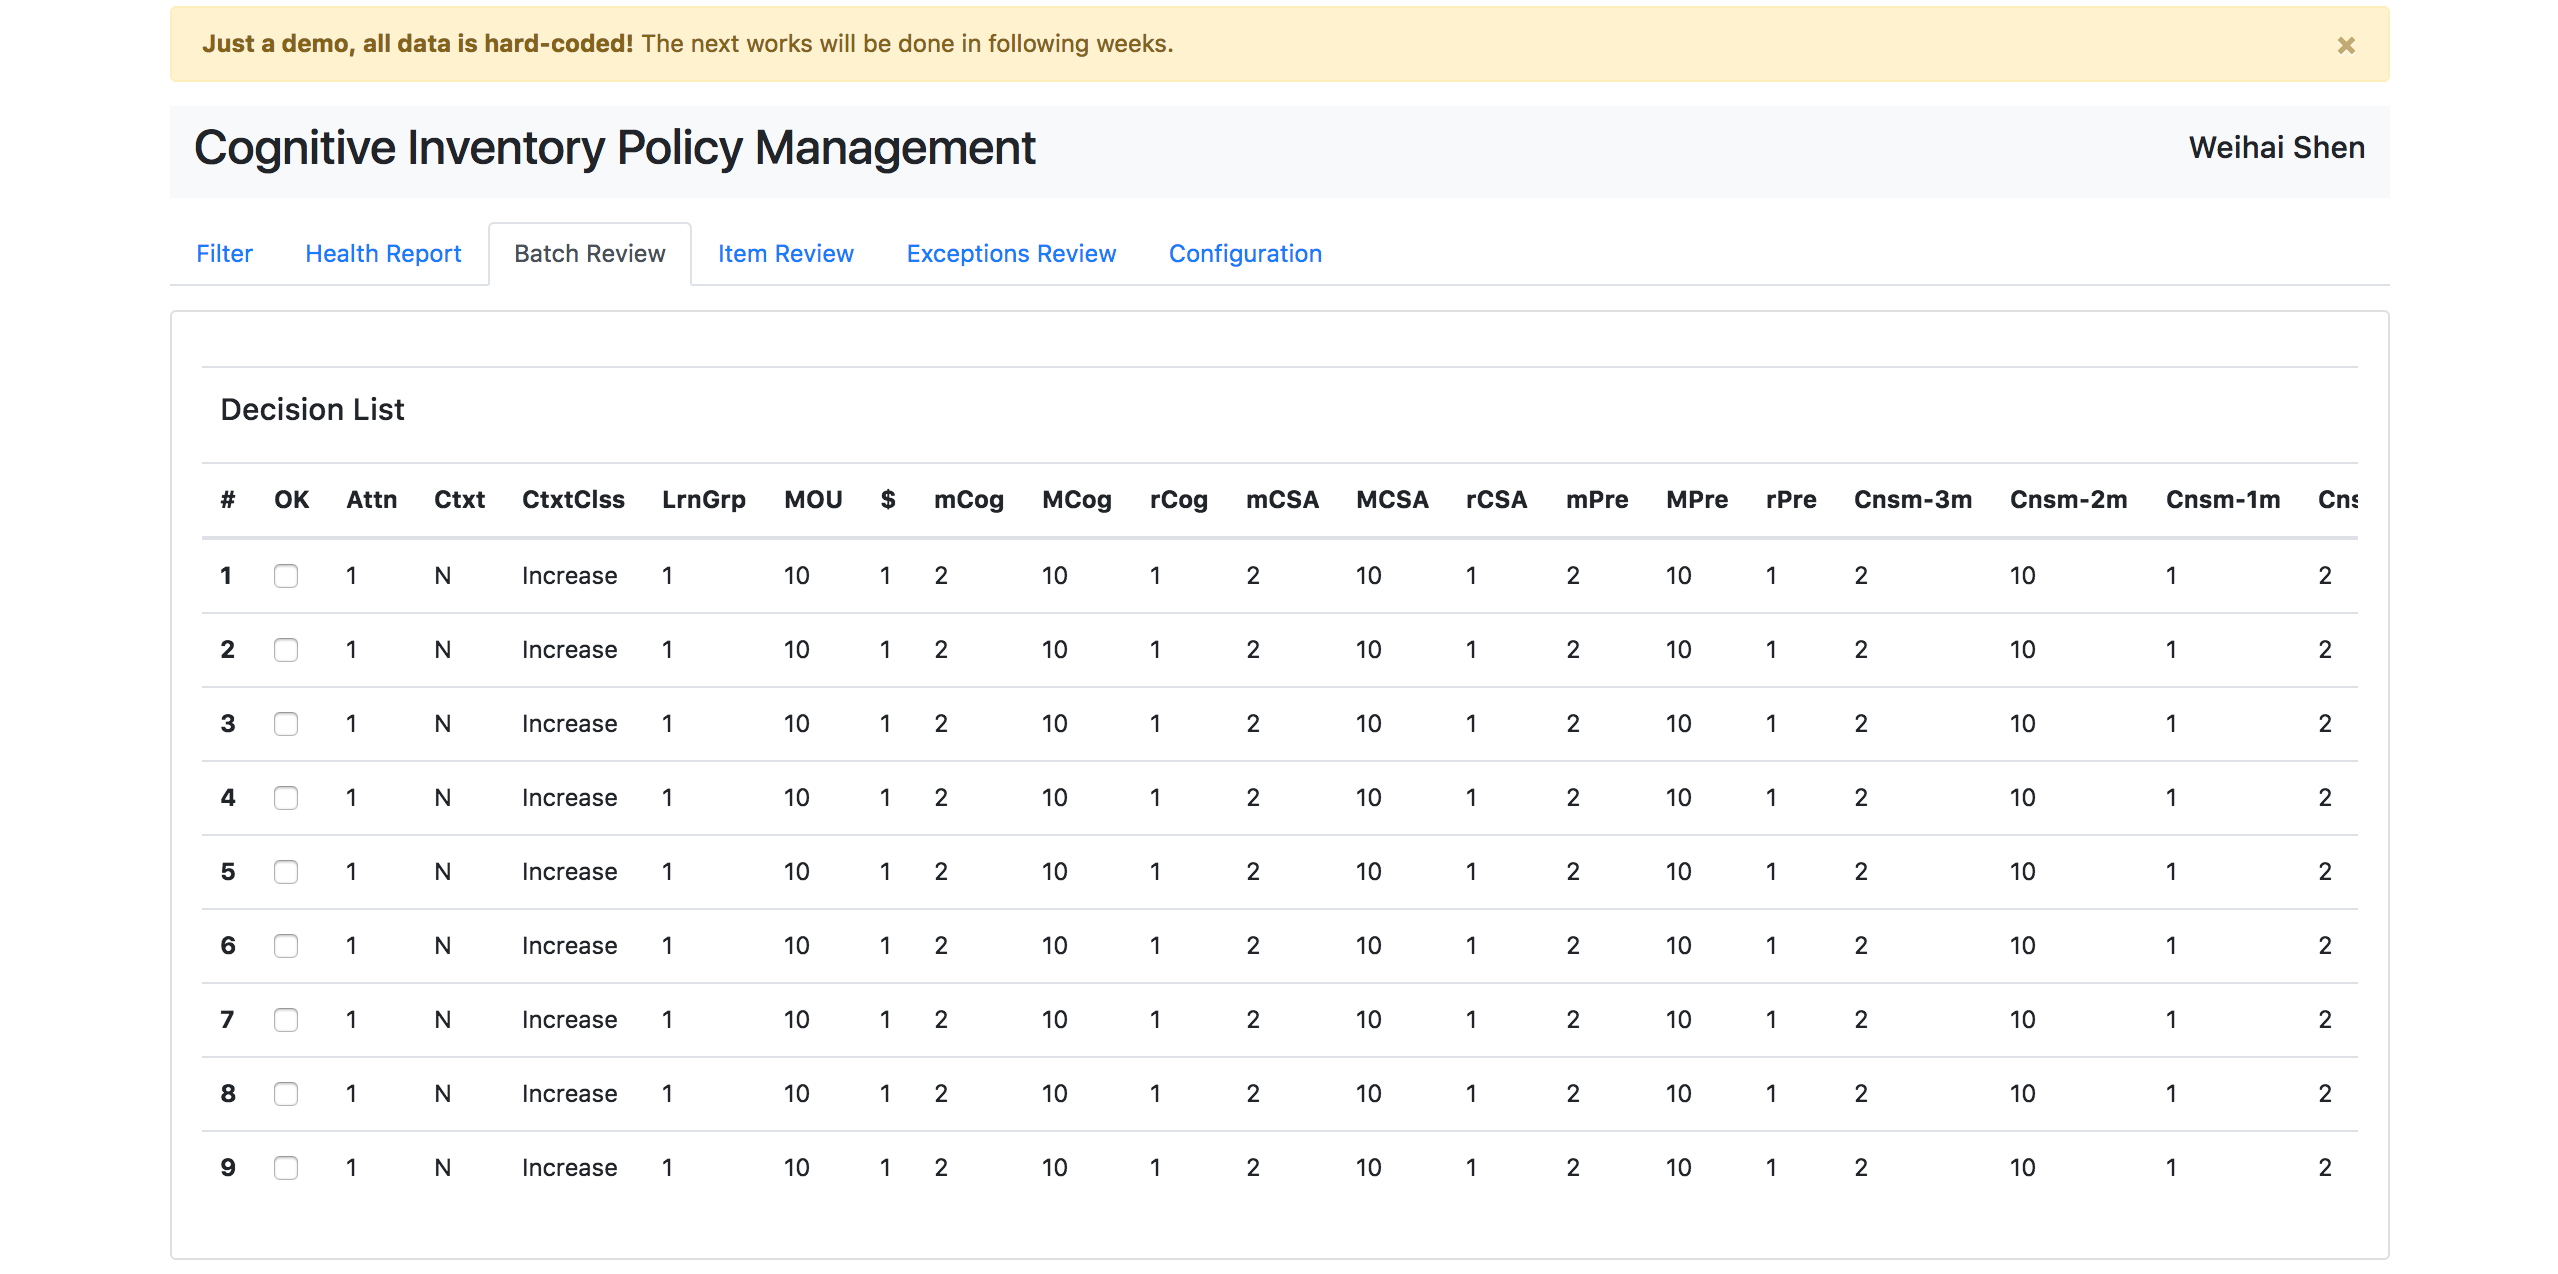 Just a demo, all data is hard-coded! The next works will be done in following weeks. ×
Cognitive Inventory Policy Management Weihai Shen
Filter Health Report Batch Review Item Review Exceptions Review Configuration
Decision List
# OK Attn Ctxt CtxtClss LrnGrp MOU $ mCog MCog rCog mCSA MCSA rCSA mPre MPre rPre Cnsm-3m Cnsm-2m Cnsm-1m Cns
1 1 N Increase 1 10 1 2 10 1 2 10 1 2 10 1 2 10 1 2
2 1 N Increase 1 10 1 2 10 1 2 10 1 2 10 1 2 10 1 2
3 1 N Increase 1 10 1 2 10 1 2 10 1 2 10 1 2 10 1 2
4 1 N Increase 1 10 1 2 10 1 2 10 1 2 10 1 2 10 1 2
5 1 N Increase 1 10 1 2 10 1 2 10 1 2 10 1 2 10 1 2
6 1 N Increase 1 10 1 2 10 1 2 10 1 2 10 1 2 10 1 2
7 1 N Increase 1 10 1 2 10 1 2 10 1 2 10 1 2 10 1 2
8 1 N Increase 1 10 1 2 10 1 2 10 1 2 10 1 2 10 1 2
9 1 N Increase 1 10 1 2 10 1 2 10 1 2 10 1 2 10 1 2